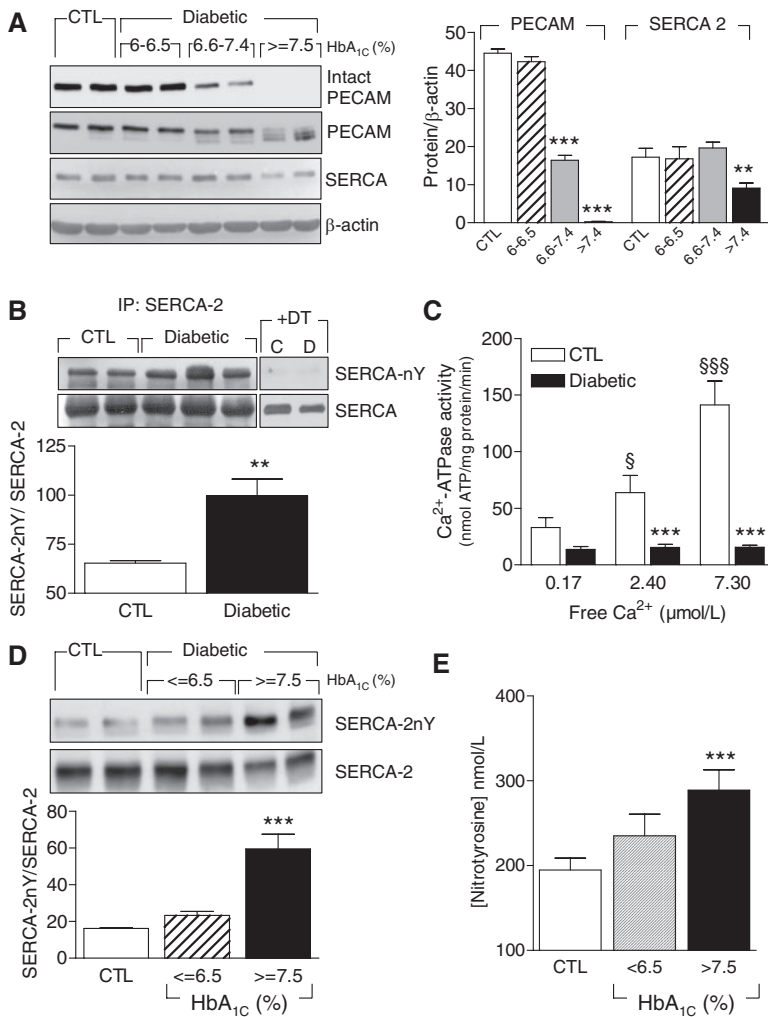 A
CTL
Diabetic
6-6.5
6.6-7.4
>=7.5
HbA1C (%)
Intact PECAM
PECAM
SERCA
β-actin
PECAM
SERCA 2
Protein/β-actin
50
40
30
20
10
0
***
***
**
CTL
6-6.5
6.6-7.4
>7.4
CTL
6-6.5
6.6-7.4
>7.4
B
IP: SERCA-2
CTL
Diabetic
+DT
C D
SERCA-nY
SERCA
SERCA-2nY/ SERCA-2
125
100
75
50
**
CTL
Diabetic
C
Ca2+-ATPase activity
(nmol ATP/mg protein/min)
200
150
100
50
0
CTL
Diabetic
§
***
§§§
***
0.17
2.40
7.30
Free Ca2+ (µmol/L)
D
CTL
Diabetic
<=6.5
>=7.5
HbA1C (%)
SERCA-2nY
SERCA-2
SERCA-2nY/SERCA-2
80
60
40
20
0
***
CTL
<=6.5
>=7.5
HbA1C (%)
E
[Nitrotyrosine] nmol/L
400
300
200
100
***
CTL
<6.5
>7.5
HbA1C (%)